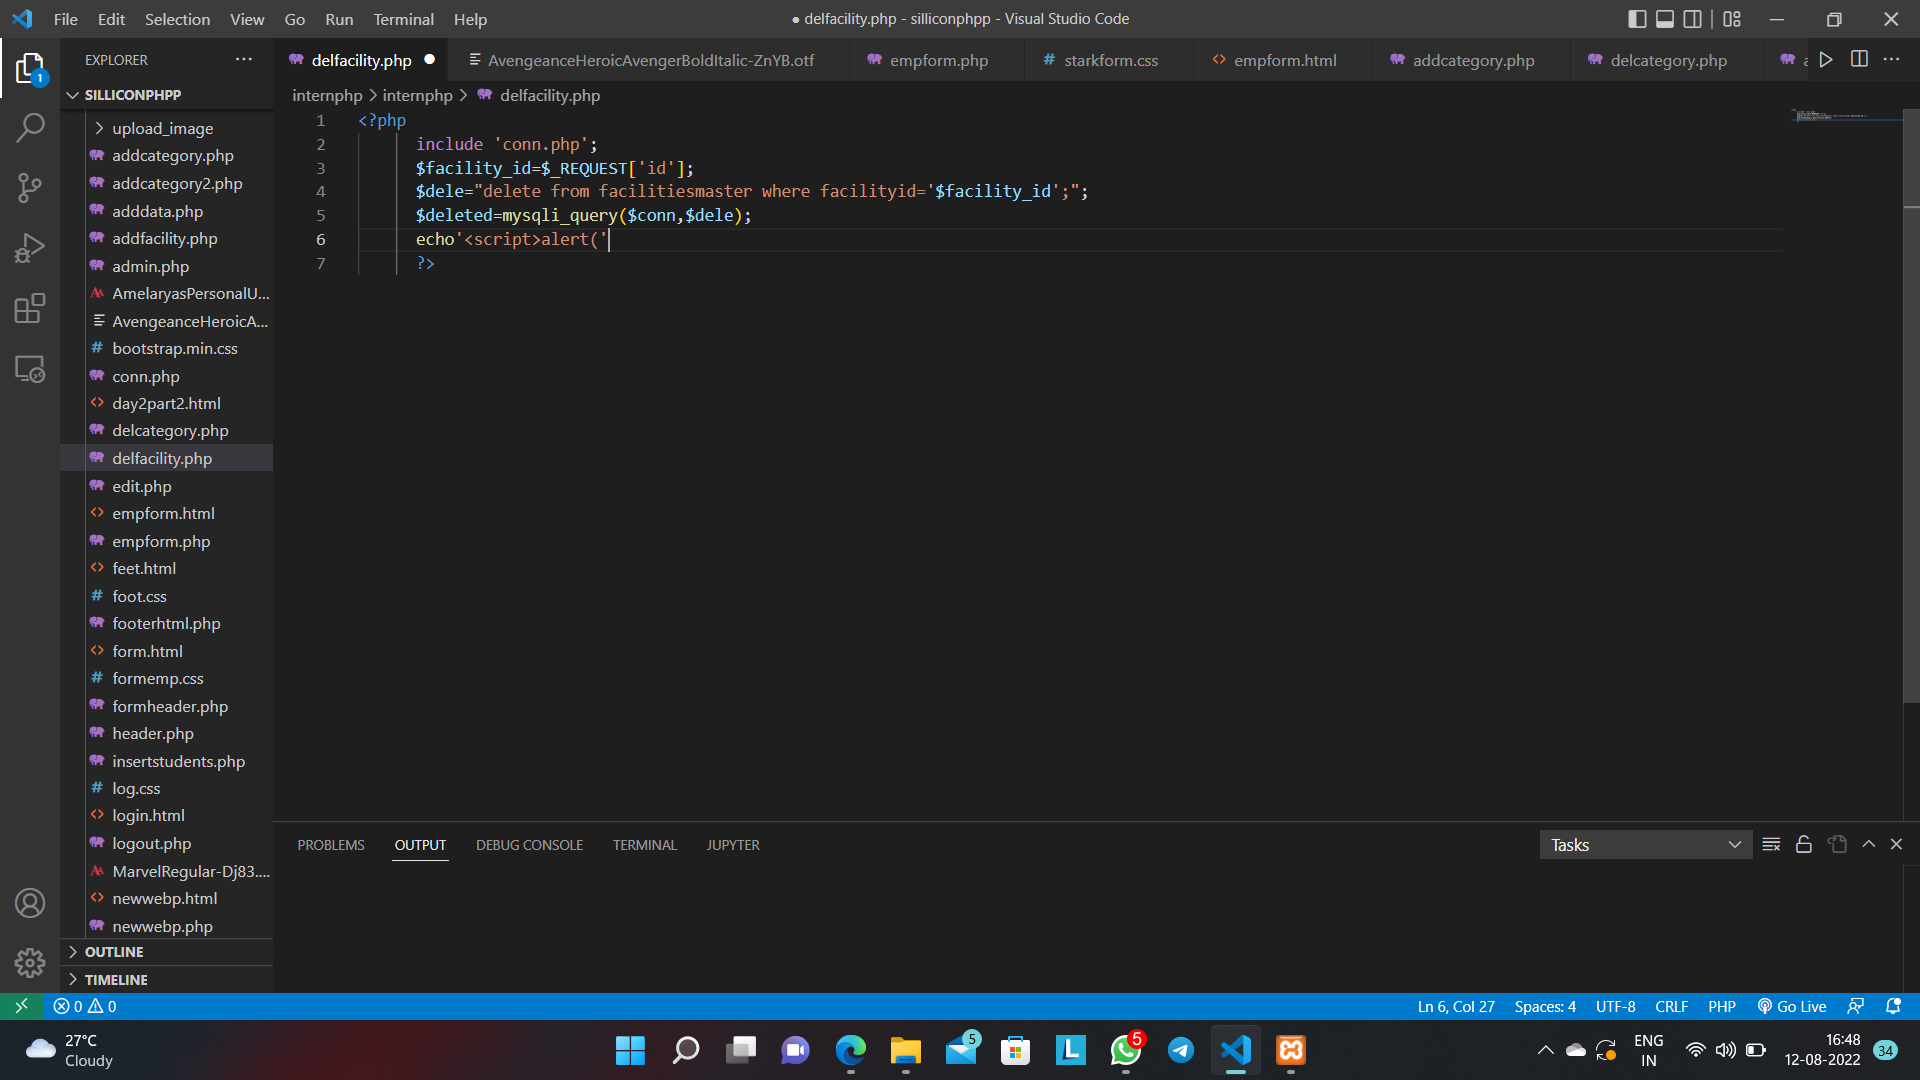 File Edit Selection View Go Run Terminal Help
● delfacility.php - silliconphpp - Visual Studio Code
EXPLORER
delfacility.php
AvengeanceHeroicAvengerBoldItalic-ZnYB.otf
empform.php
starkform.css
empform.html
addcategory.php
delcategory.php
1
SILLICONPHPP
internphp > internphp > delfacility.php
upload_image
addcategory.php
addcategory2.php
adddata.php
addfacility.php
admin.php
AmelaryasPersonalU...
AvengeanceHeroicA...
bootstrap.min.css
conn.php
day2part2.html
delcategory.php
delfacility.php
edit.php
empform.html
empform.php
feet.html
foot.css
footerhtml.php
form.html
formemp.css
formheader.php
header.php
insertstudents.php
log.css
login.html
logout.php
MarvelRegular-Dj83....
newwebp.html
newwebp.php
OUTLINE
TIMELINE
1 <?php
2 include 'conn.php';
3 $facility_id=$_REQUEST['id'];
4 $dele="delete from facilitiesmaster where facilityid='$facility_id';";
5 $deleted=mysqli_query($conn,$dele);
6 echo'<script>alert('
7 ?>
PROBLEMS OUTPUT DEBUG CONSOLE TERMINAL JUPYTER
Tasks
0 0
Ln 6, Col 27 Spaces: 4 UTF-8 CRLF PHP Go Live
27°C
Cloudy
5
L
5
ENG
IN
16:48
12-08-2022
34